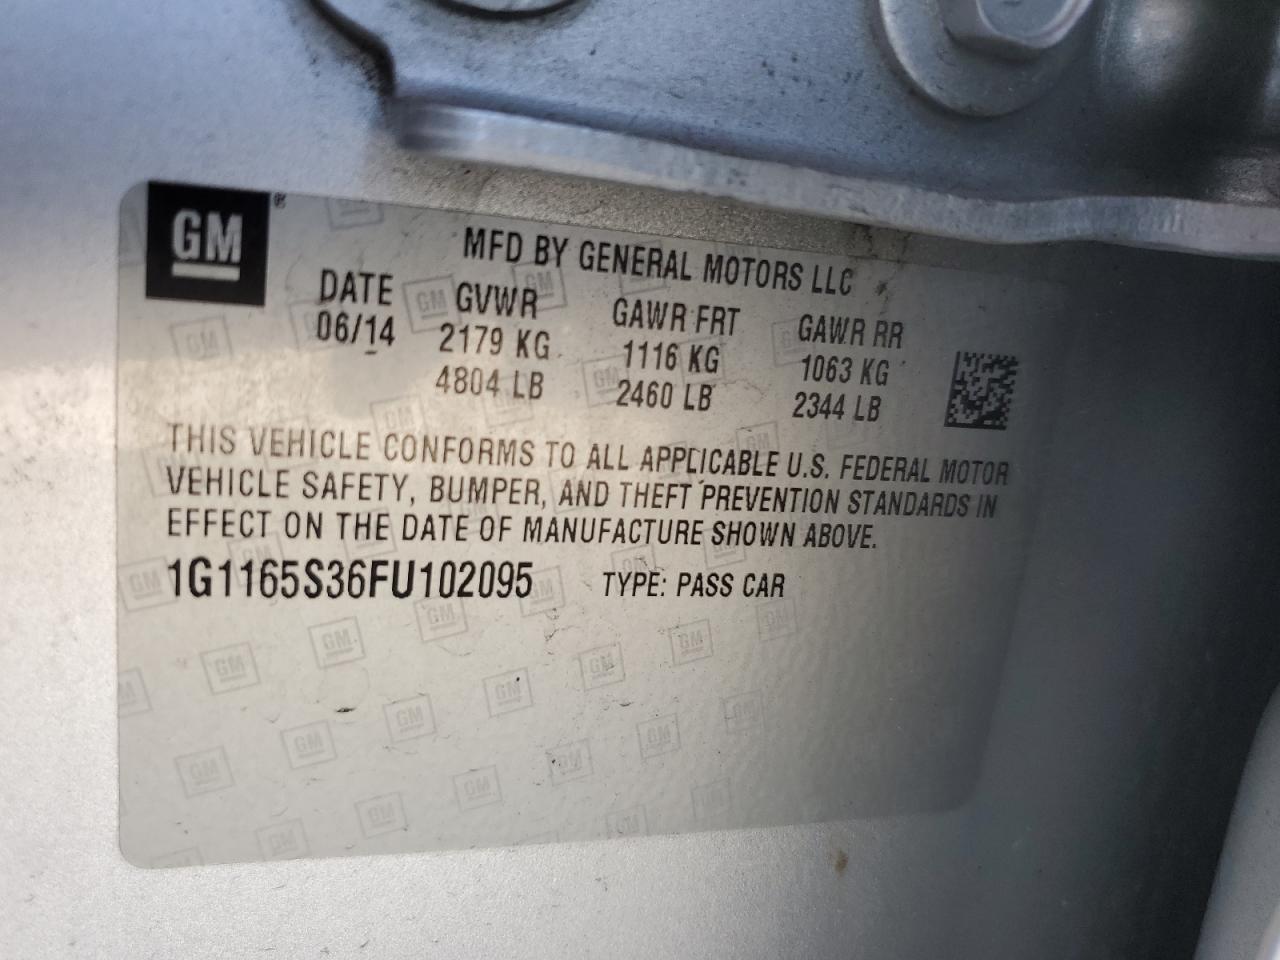 GM®
MFD BY GENERAL MOTORS LLC
DATE GVWR GAWR FRT GAWR RR
06/14 2179 KG 1116 KG 1063 KG
4804 LB 2460 LB 2344 LB
THIS VEHICLE CONFORMS TO ALL APPLICABLE U.S. FEDERAL MOTOR
VEHICLE SAFETY, BUMPER, AND THEFT PREVENTION STANDARDS IN
EFFECT ON THE DATE OF MANUFACTURE SHOWN ABOVE.
1G1165S36FU102095 TYPE: PASS CAR